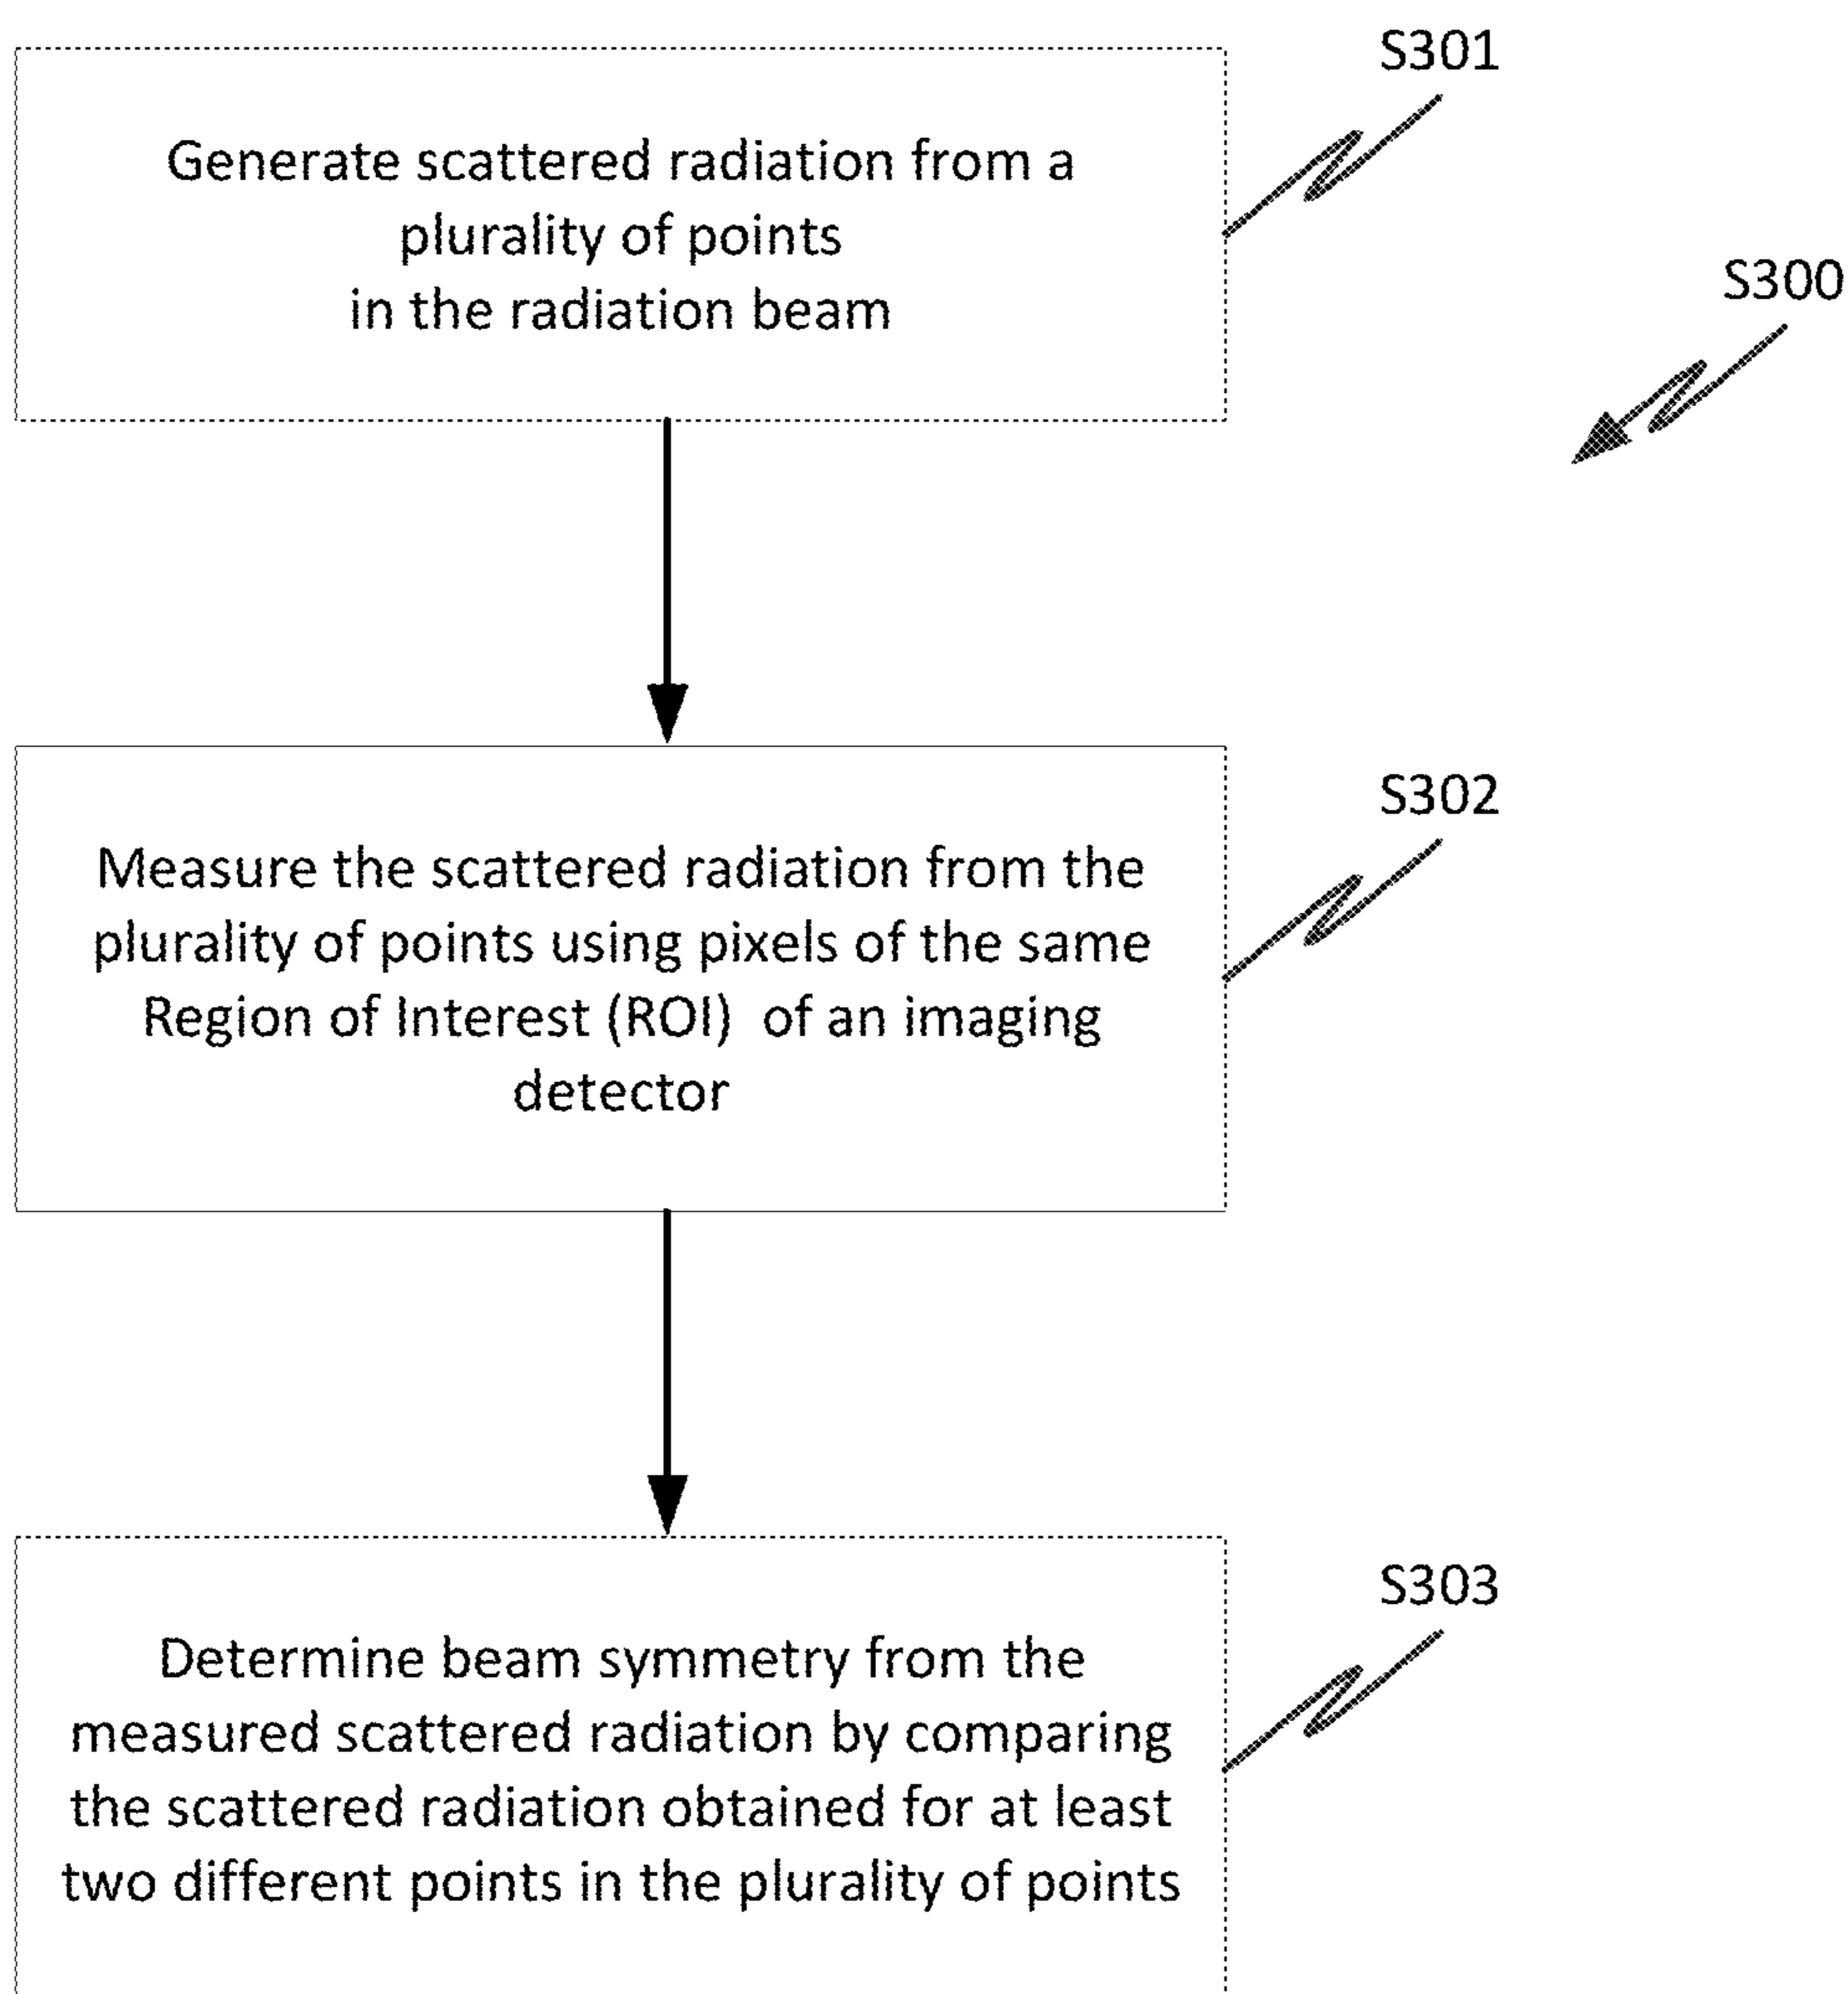 S301
Generate scattered radiation from a
plurality of points
in the radiation beam
S300
S302
Measure the scattered radiation from the
plurality of points using pixels of the same
Region of Interest (ROI) of an imaging
detector
S303
Determine beam symmetry from the
measured scattered radiation by comparing
the scattered radiation obtained for at least
two different points in the plurality of points